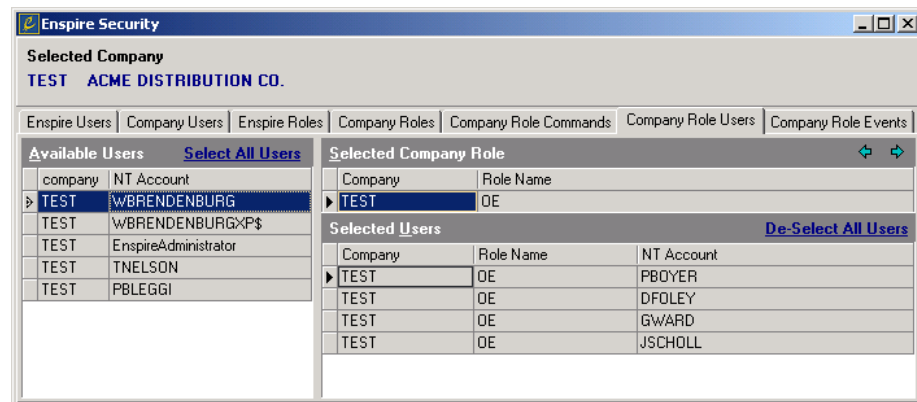 Enspire Security
Selected Company
TEST ACME DISTRIBUTION CO.
Enspire Users Company Users Enspire Roles Company Roles Company Role Commands Company Role Users Company Role Events
Available Users Select All Users
company NT Account
TEST WBRENDENBURG
TEST WBRENDENBURGXP$
TEST EnspireAdministrator
TEST TNELSON
TEST PBLEGGI
Selected Company Role
Company Role Name
TEST OE
Selected Users De-Select All Users
Company Role Name NT Account
TEST OE PBOYER
TEST OE DFOLEY
TEST OE GWARD
TEST OE JSCHOLL